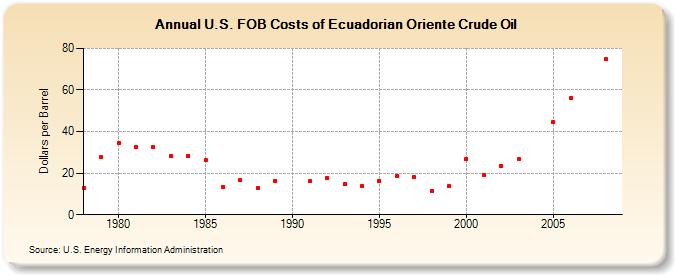 Annual U.S. FOB Costs of Ecuadorian Oriente Crude Oil
Dollars per Barrel
80
60
40
20
0
1980 1985 1990 1995 2000 2005
Source: U.S. Energy Information Administration